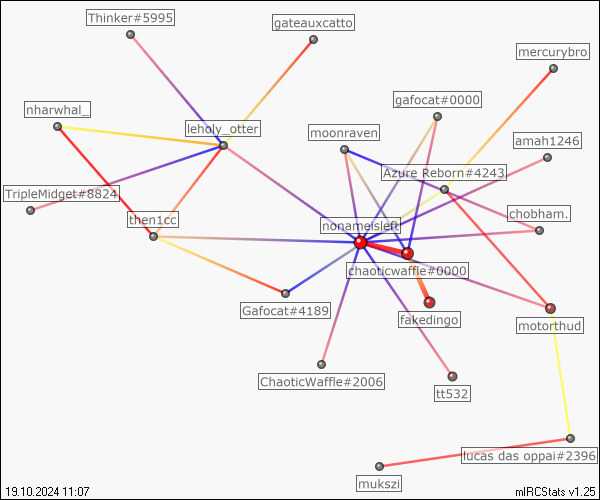 Thinker#5995
gateauxcatto
mercurybro
nharwhal_
gafocat#0000
leholy_otter
moonraven
amah1246
Azure Reborn#4243
TripleMidget#8824
then1cc
nonameisleft
chobham.
chaoticwaffle#0000
Gafocat#4189
fakedingo
motorthud
ChaoticWaffle#2006
tt532
lucas das oppai#2396
mukszi
19.10.2024 11:07
mIRCStats v1.25